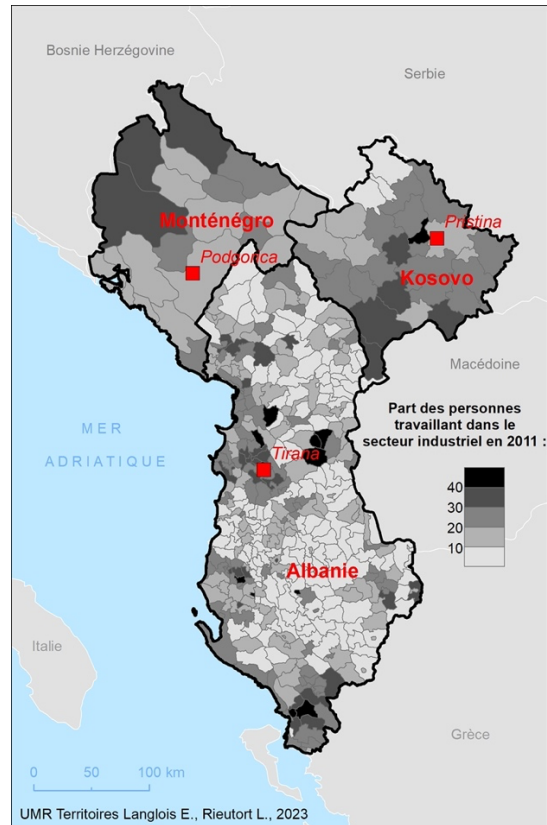 Bosnie Herzégovine
Serbie
Monténégro
Pristina
Podgorica
Kosovo
Macédoine
Part des personnes
travaillant dans le
secteur industriel en 2011 :
MER
ADRIATIQUE
Tirana
40
30
20
10
Albanie
Italie
Grèce
0 50 100 km
UMR Territoires Langlois E., Rieutort L., 2023